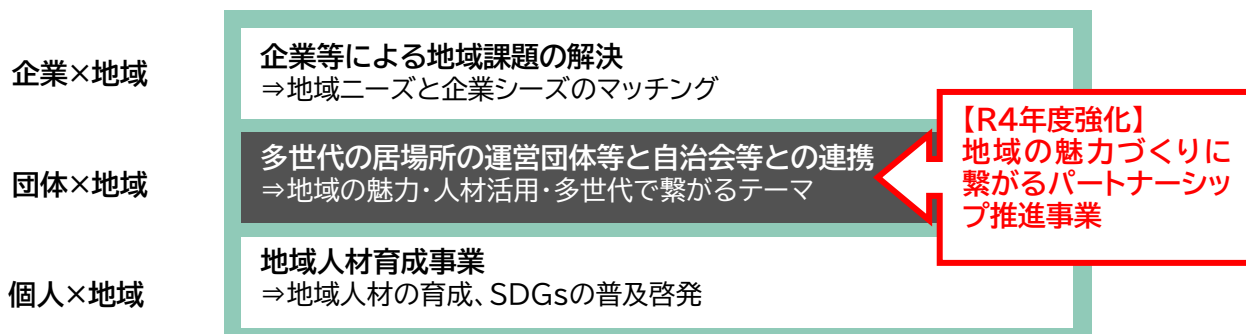 企業×地域
企業等による地域課題の解決
⇒地域ニーズと企業シーズのマッチング
団体×地域
多世代の居場所の運営団体等と自治会等との連携
⇒地域の魅力・人材活用・多世代で繋がるテーマ
【R4年度強化】
地域の魅力づくりに
繋がるパートナーシッ
プ推進事業
個人×地域
地域人材育成事業
⇒地域人材の育成、SDGsの普及啓発